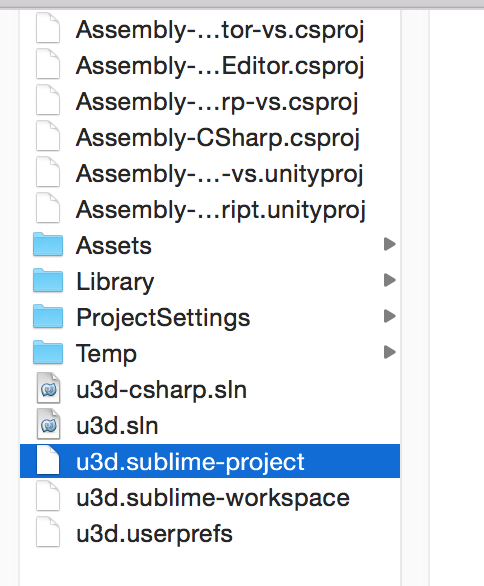 Assembly-...tor-vs.csproj
Assembly-...Editor.csproj
Assembly-...rp-vs.csproj
Assembly-CSharp.csproj
Assembly-...-vs.unityproj
Assembly-...ript.unityproj
Assets
Library
ProjectSettings
Temp
u3d-csharp.sln
u3d.sln
u3d.sublime-project
u3d.sublime-workspace
u3d.userprefs